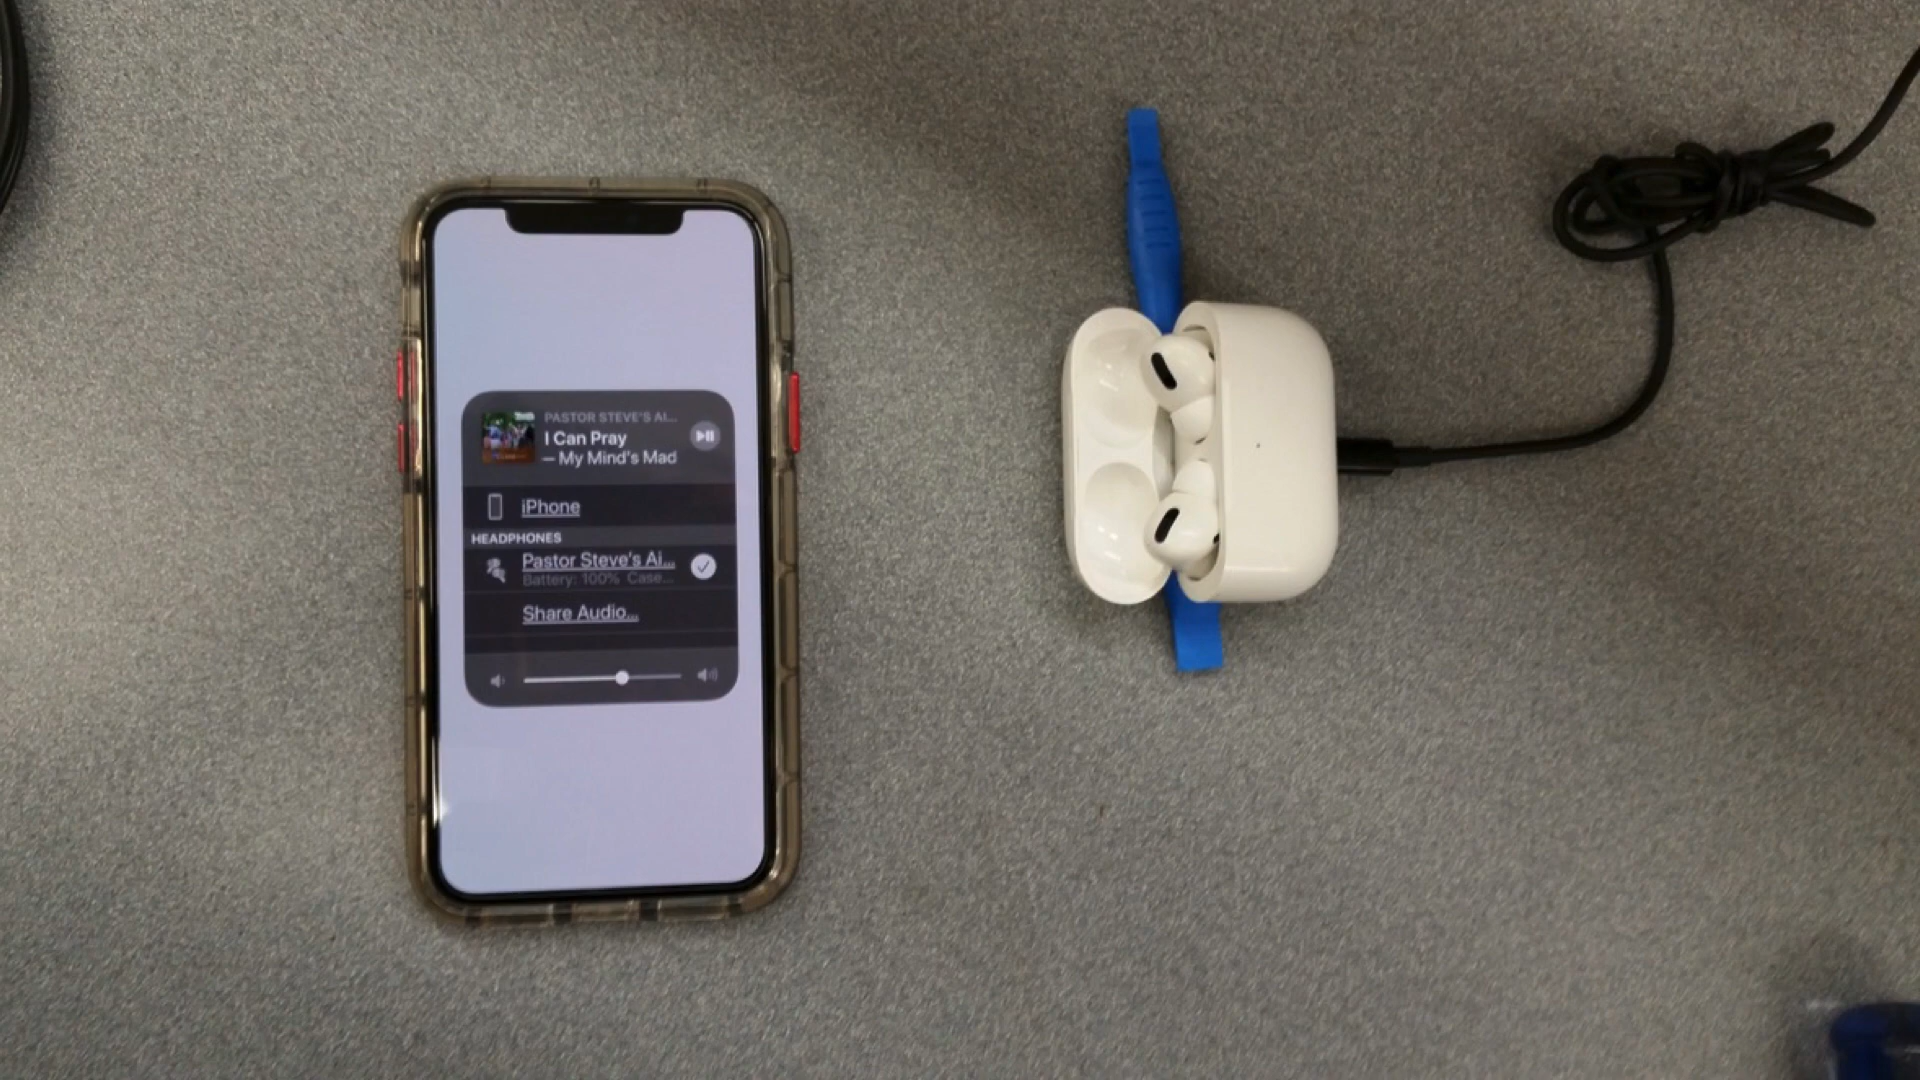 PASTOR STEVE'S AI...
I Can Pray
– My Mind's Mad
iPhone
HEADPHONES
Pastor Steve's Ai...
Battery: 100% Case...
Share Audio...